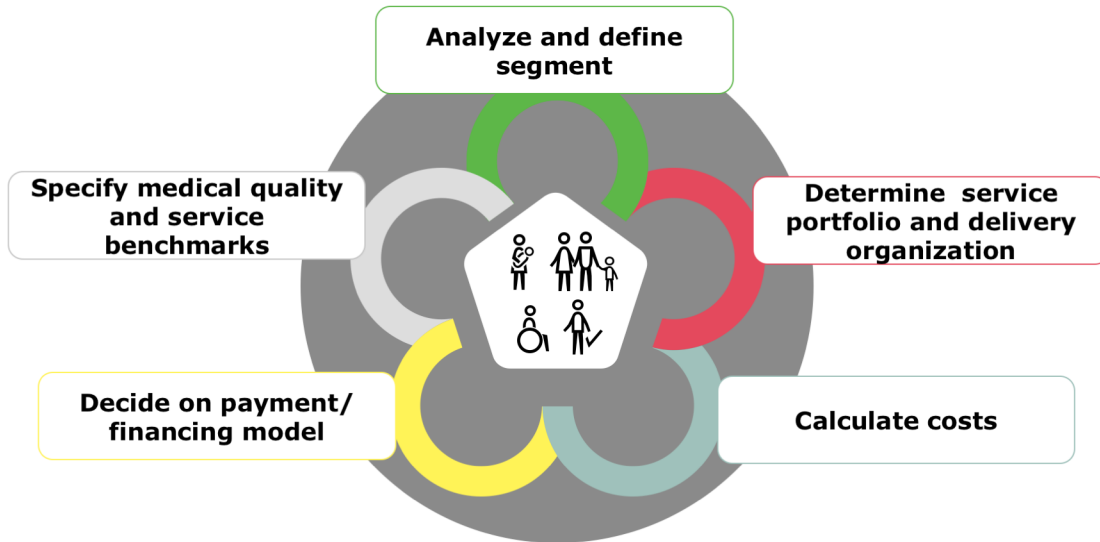 Analyze and define
segment
Determine  service
portfolio and delivery
organization
Calculate costs
Decide on payment/
financing model
Specify medical quality
and service
benchmarks